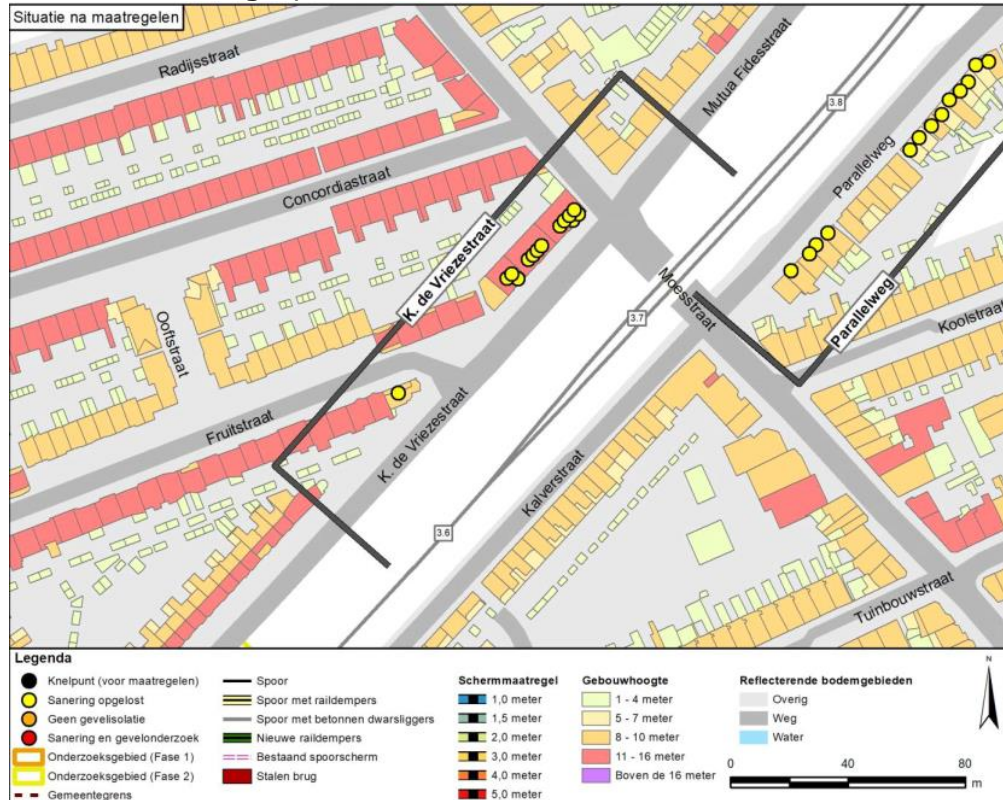 Situatie na maatregelen
Radijsstraat
Mutua Fidesstraat
3.8
Parallelweg
Concordiastraat
K. de Vriezestraat
Moesstraat
3.7
Parallelweg
Koolstraat
Ooftstraat
Fruitstraat
K. de Vriezestraat
Kalverstraat
3.6
Tuinbouwstraat
Legenda
Knelpunt (voor maatregelen)
Sanering opgelost
Geen gevelisolatie
Sanering en gevelonderzoek
Onderzoeksgebied (Fase 1)
Onderzoeksgebied (Fase 2)
Gemeentegrens
Spoor
Spoor met raildempers
Spoor met betonnen dwarsliggers
Nieuwe raildempers
Bestaand spoorscherm
Stalen brug
Schermmaatregel
1,0 meter
1,5 meter
2,0 meter
3,0 meter
4,0 meter
5,0 meter
Gebouwhoogte
1 - 4 meter
5 - 7 meter
8 - 10 meter
11 - 16 meter
Boven de 16 meter
Reflecterende bodemgebieden
Overig
Weg
Water
N
0 40 80
m